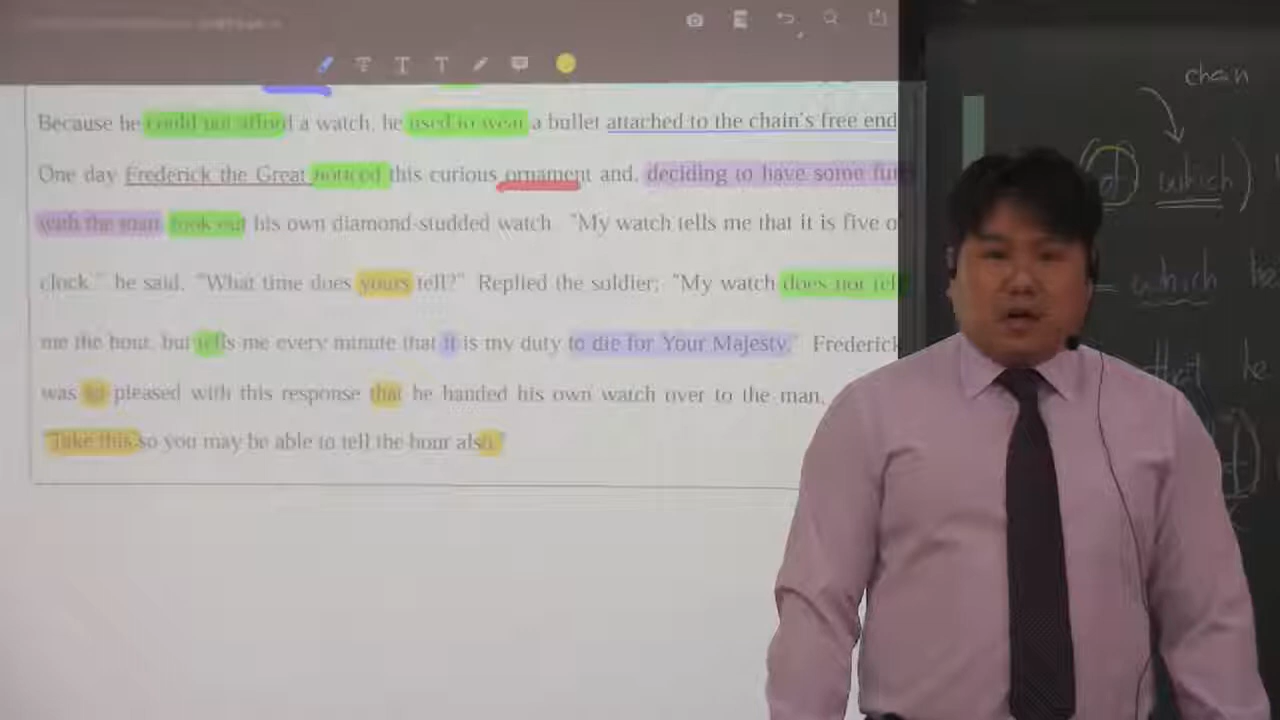 Because he could not afford a watch, he used to wear a bullet attached to the chain's free end
One day Frederick the Great noticed this curious ornament and, deciding to have some fun
with the man, took out his own diamond-studded watch. "My watch tells me that it is five o'
clock," he said. "What time does yours tell?" Replied the soldier; "My watch does not tell
me the hour, but tells me every minute that it is my duty to die for Your Majesty." Frederick
was so pleased with this response that he handed his own watch over to the man,
"Take this so you may be able to tell the hour also."
chain
of which)
= which he
that he